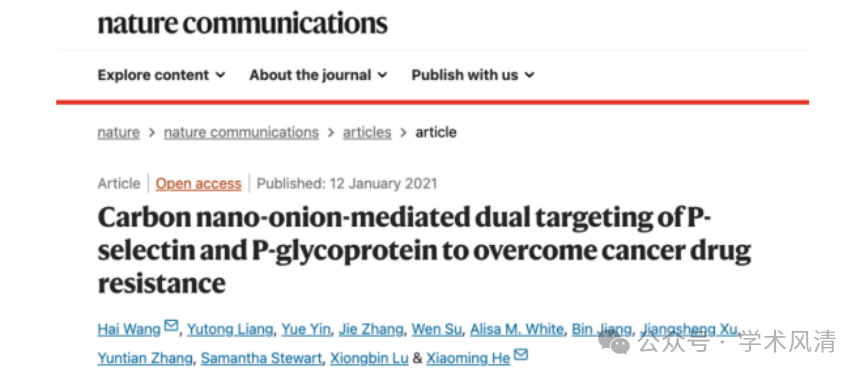 nature communications
Explore content About the journal Publish with us
nature > nature communications > articles > article
Article | Open access | Published: 12 January 2021
Carbon nano-onion-mediated dual targeting of P-
selectin and P-glycoprotein to overcome cancer drug
resistance
Hai Wang, Yutong Liang, Yue Yin, Jie Zhang, Wen Su, Alisa M. White, Bin Jiang, Jiangsheng Xu,
Yuntian Zhang, Samantha Stewart, Xiongbin Lu & Xiaoming He
公众号 · 学术风清